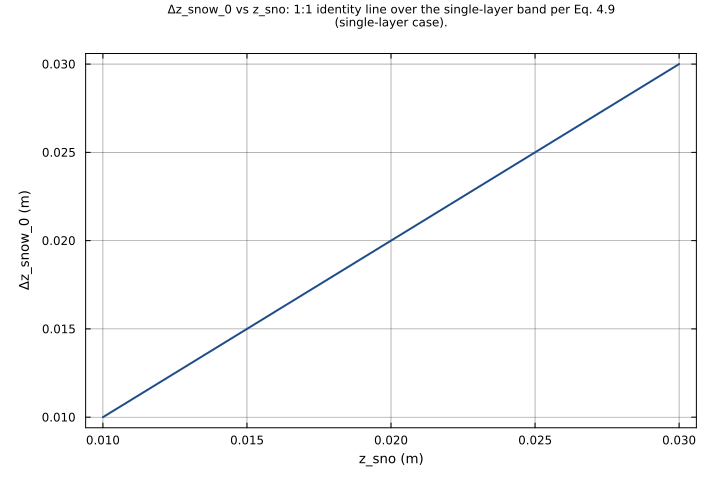 Δz_snow_0 vs z_sno: 1:1 identity line over the single-layer band per Eq. 4.9
(single-layer case).
0.030
0.025
0.020
0.015
0.010
Δz_snow_0 (m)
0.010 0.015 0.020 0.025 0.030
z_sno (m)